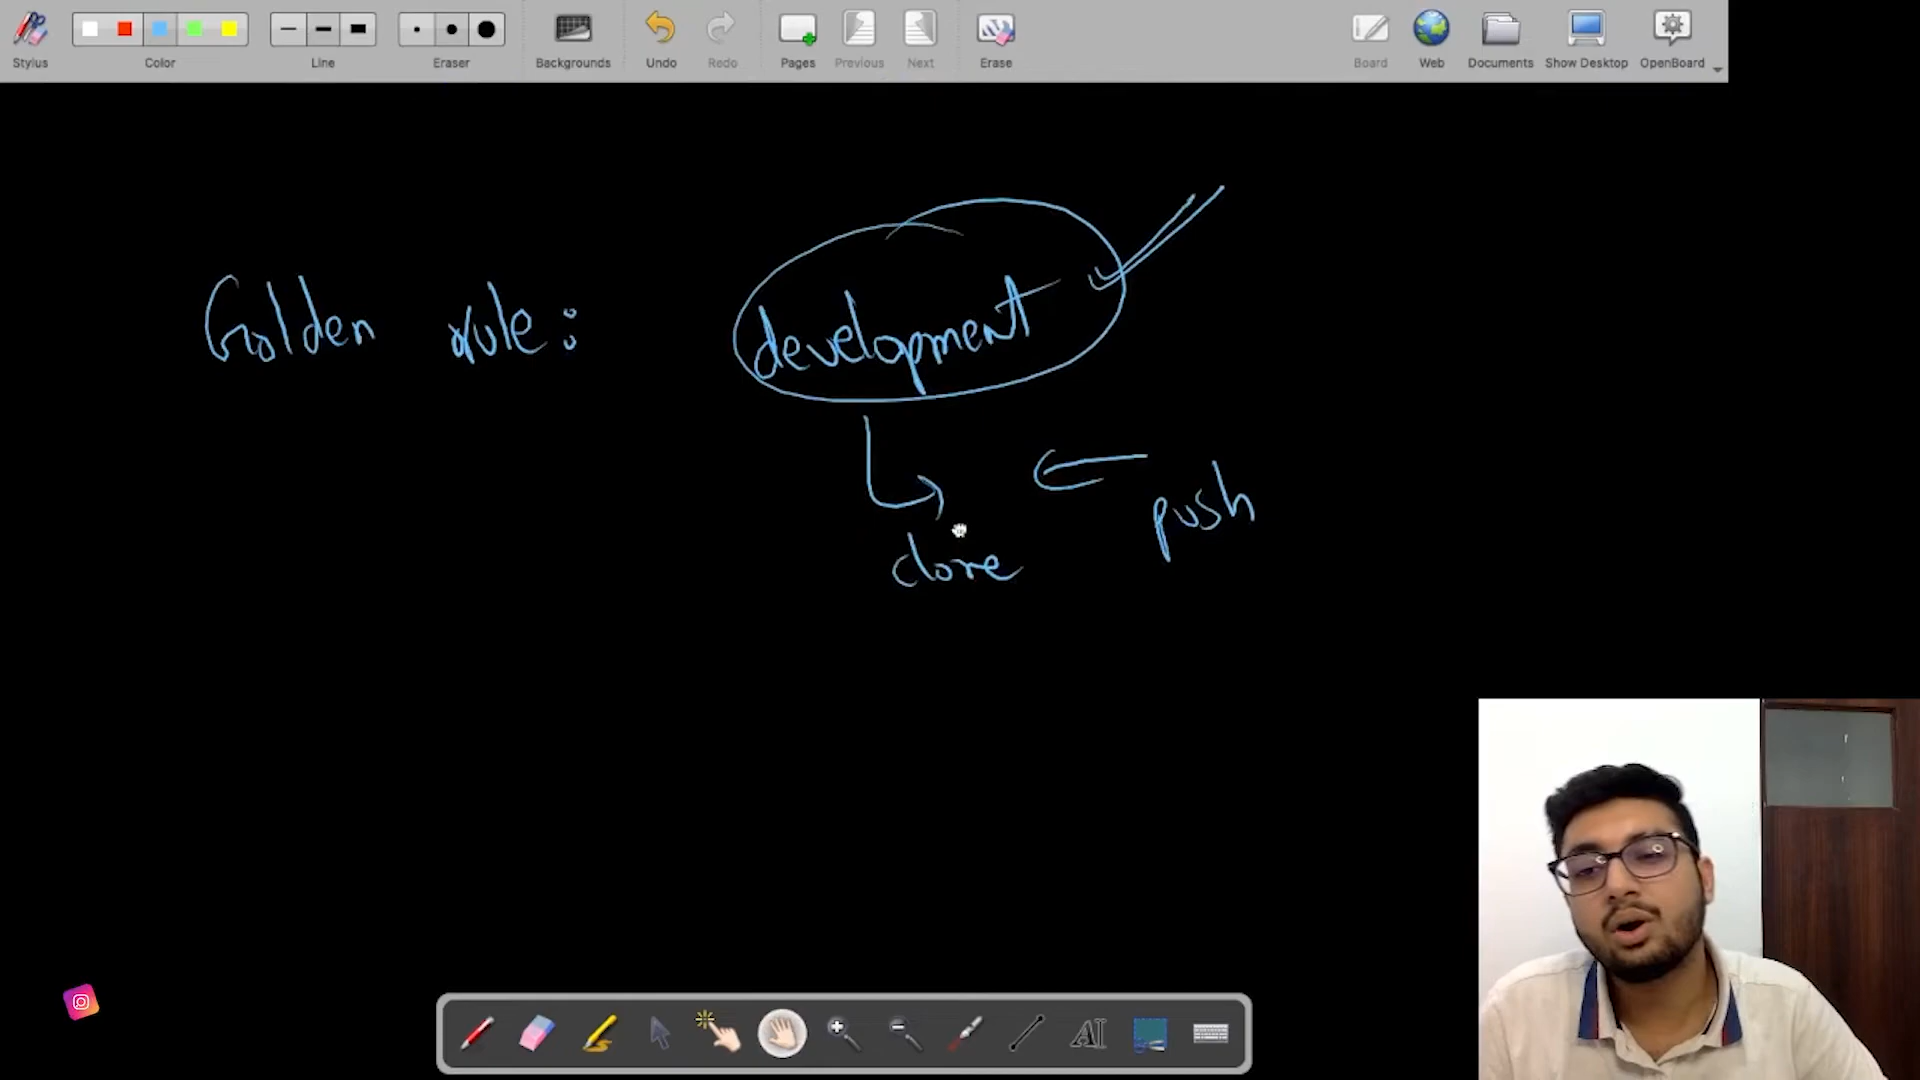 Stylus
Color
Line
Eraser
Backgrounds
Undo
Redo
Pages
Previous
Next
Erase
Board
Web
Documents
Show Desktop
OpenBoard
Golden rule: development
push
clone
AI